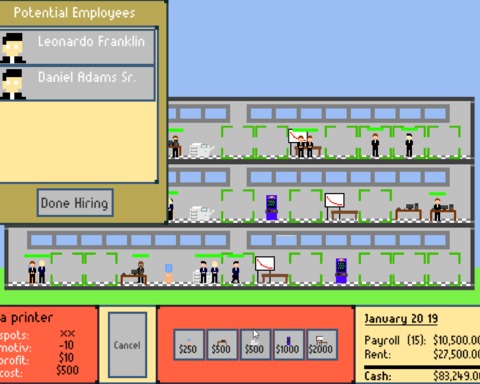 Potential Employees
Leonardo Franklin
Daniel Adams Sr.
Done Hiring
a printer
spots: XX
motiv: -10
profit: $10
cost: $500
Cancel
$250
$500
$500
$1000
$2000
January 20 19
Payroll (15): $10,500.00
Rent: $27,500.00
Cash: $83,249.00